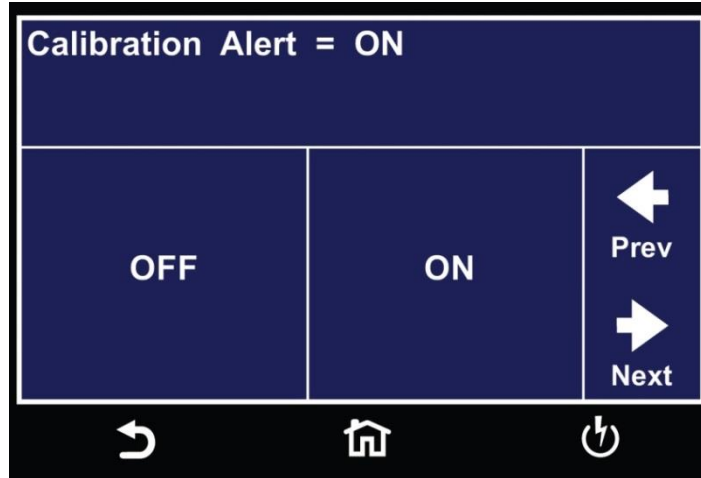 Calibration Alert = ON
OFF
ON
Prev
Next